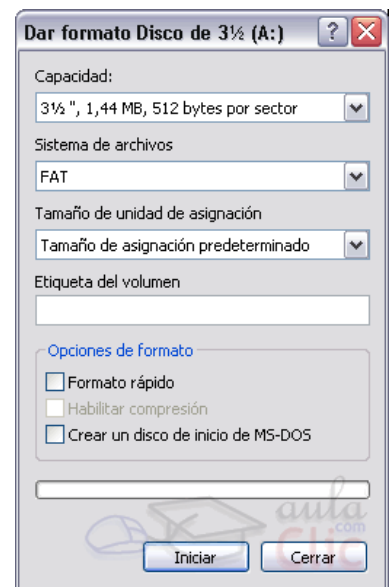 Dar formato Disco de 3½ (A:)
Capacidad:
3½ ", 1,44 MB, 512 bytes por sector
Sistema de archivos
FAT
Tamaño de unidad de asignación
Tamaño de asignación predeterminado
Etiqueta del volumen
Opciones de formato
Formato rápido
Habilitar compresión
Crear un disco de inicio de MS-DOS
aula
.com
Clic
Iniciar Cerrar